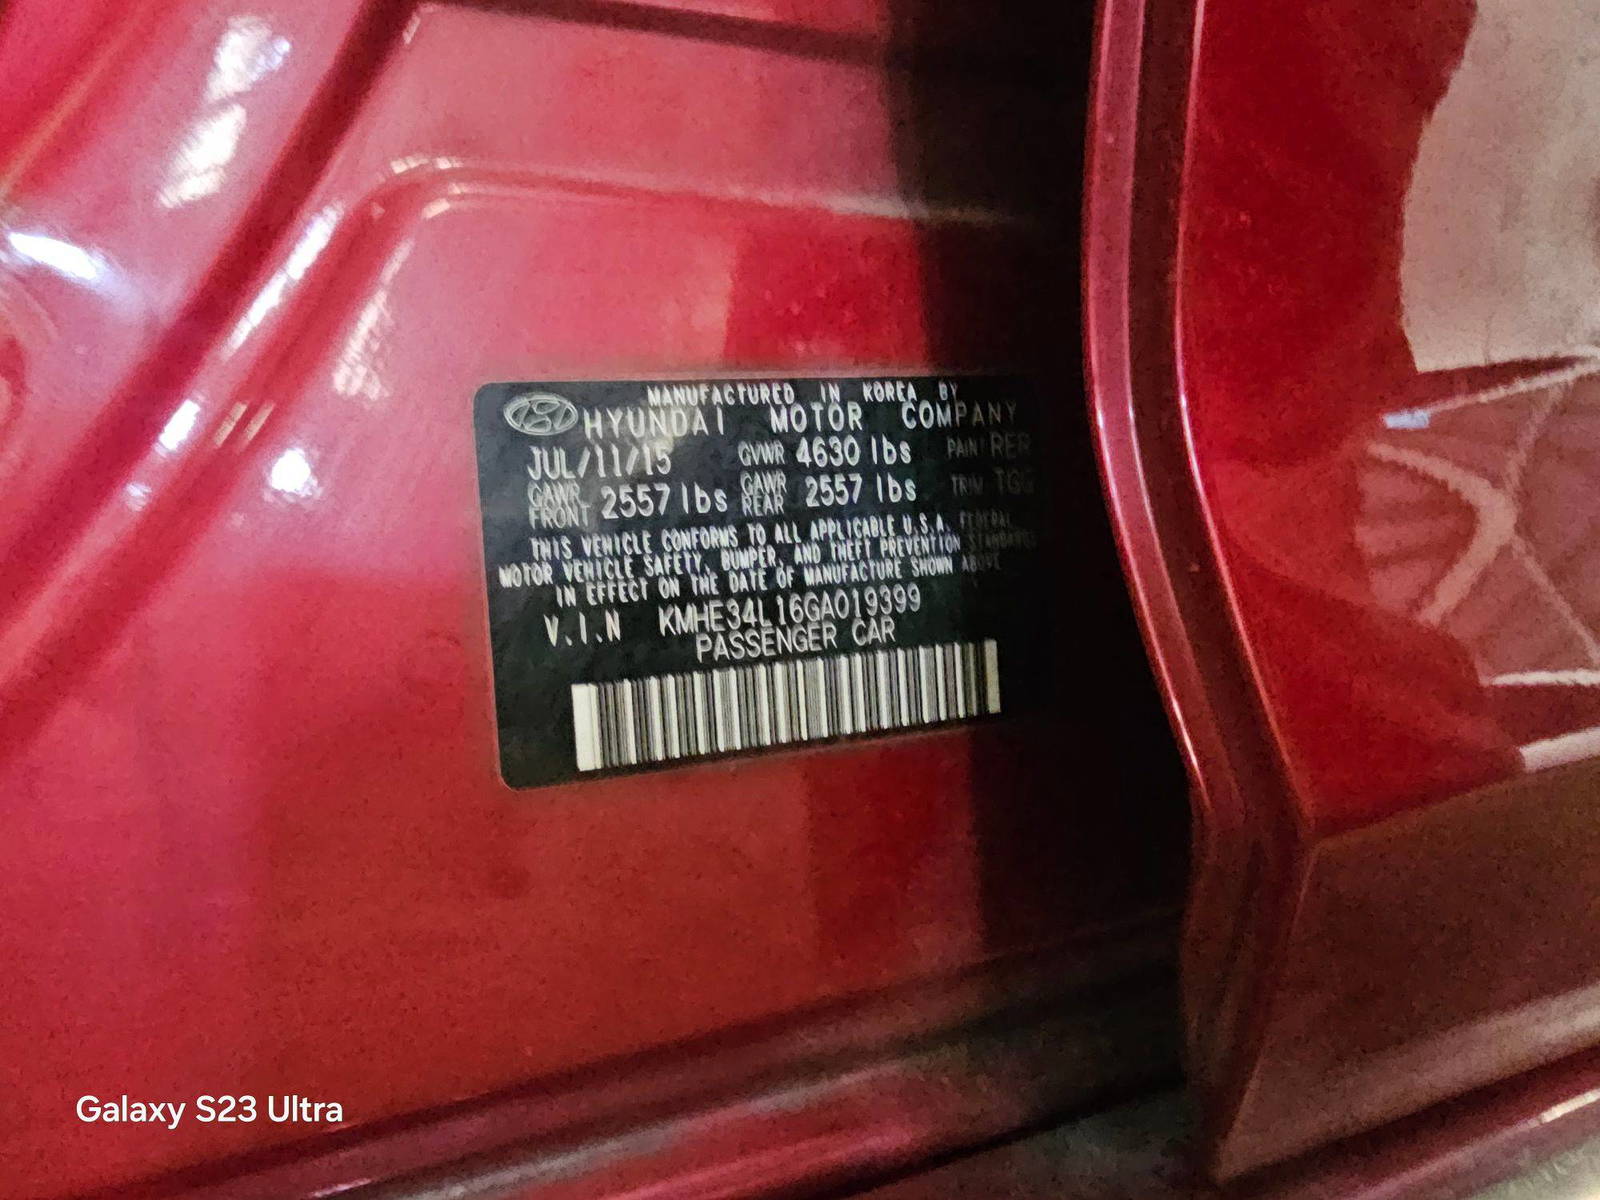 MANUFACTURED IN KOREA BY
HYUNDAI MOTOR COMPANY
JUL/11/15 GVWR 4630 lbs PAINT RER
GAWR FRONT 2557 lbs GAWR REAR 2557 lbs TRIM TGG
THIS VEHICLE CONFORMS TO ALL APPLICABLE U.S.A. FEDERAL
MOTOR VEHICLE SAFETY, BUMPER, AND THEFT PREVENTION STANDARDS
IN EFFECT ON THE DATE OF MANUFACTURE SHOWN ABOVE
V.I.N KMHE34L16GA019399
PASSENGER CAR
Galaxy S23 Ultra